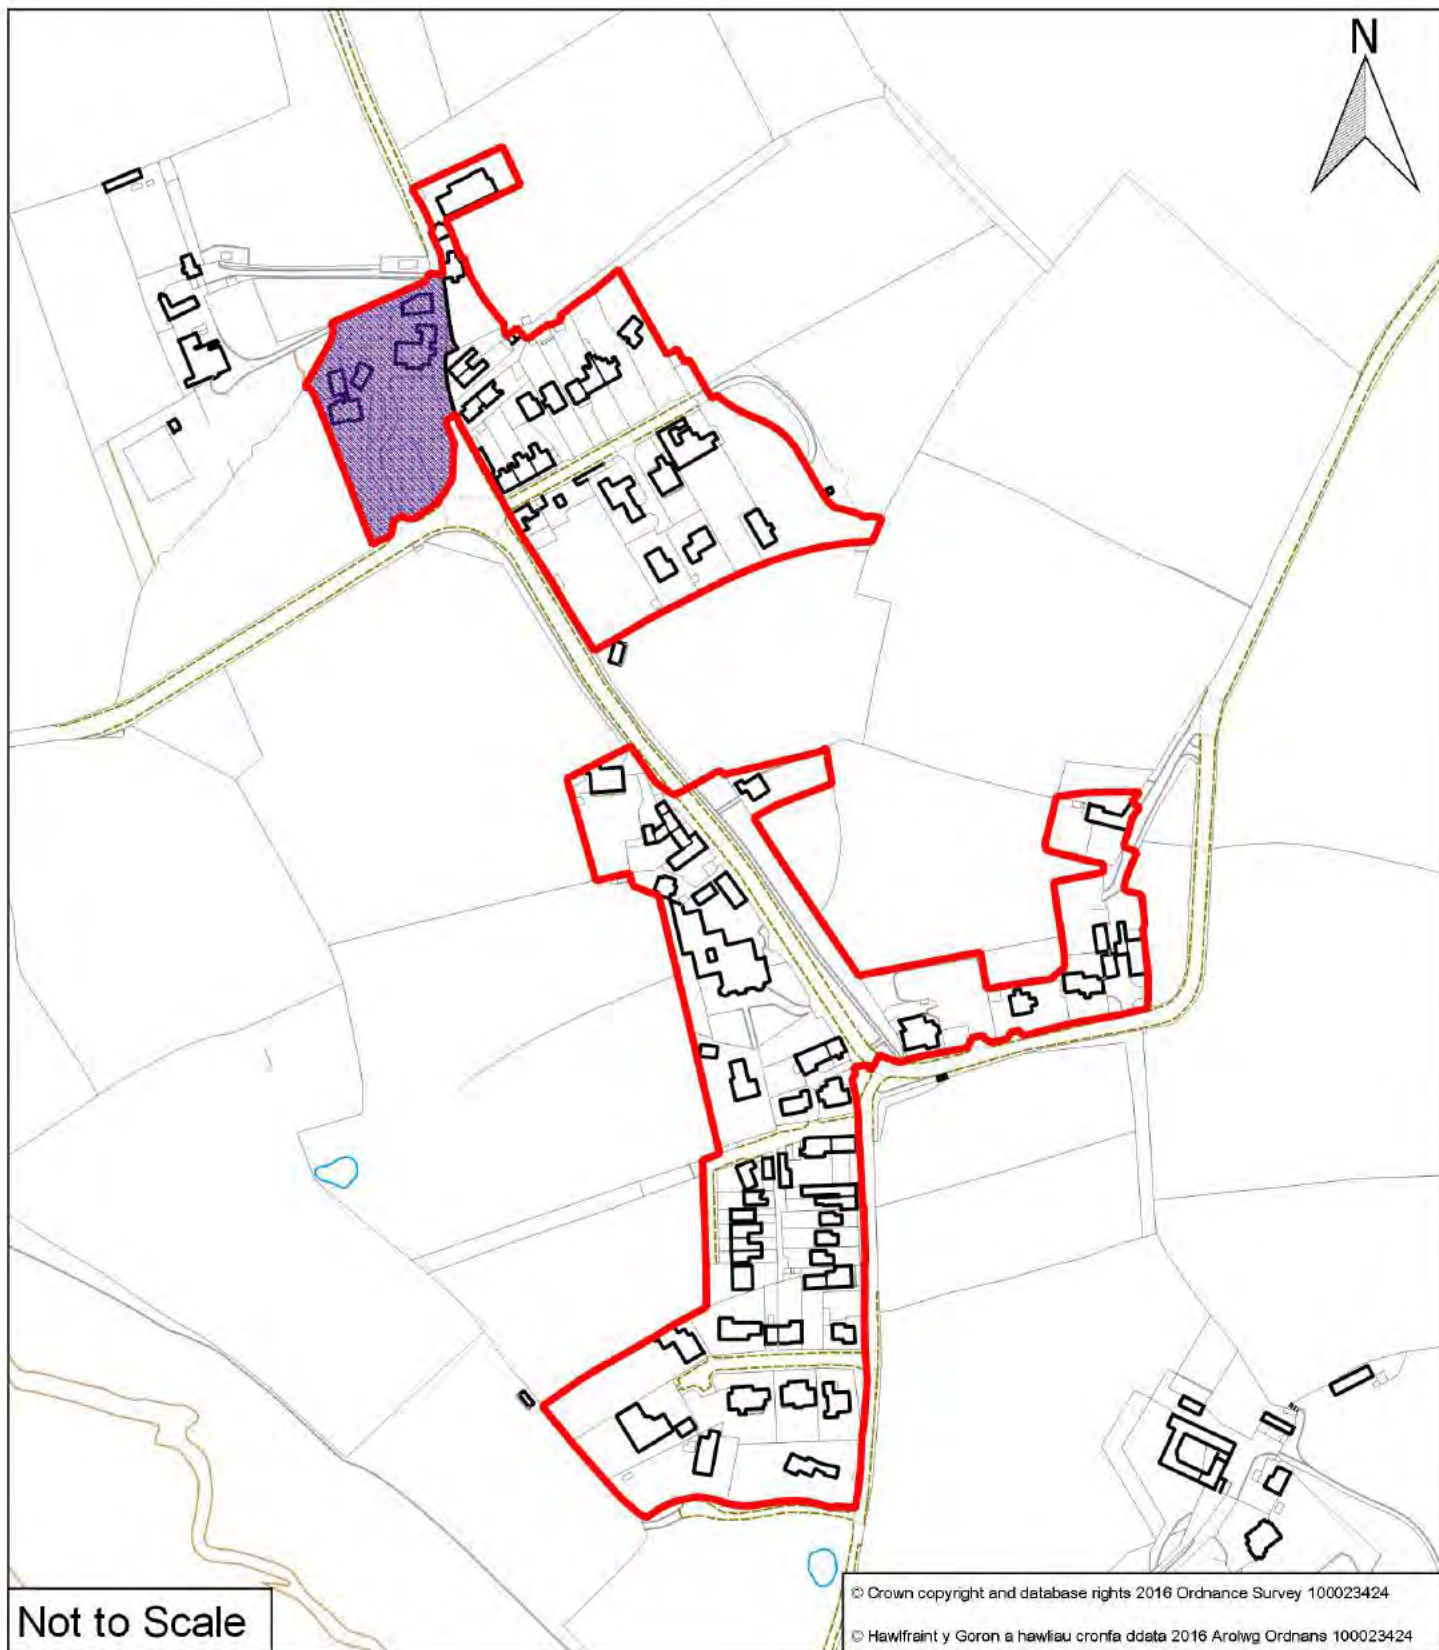 N
Not to Scale
© Crown copyright and database rights 2016 Ordnance Survey 100023424
© Hawlfraint y Goron a hawliau cronfa ddata 2016 Arolwg Ordnans 100023424